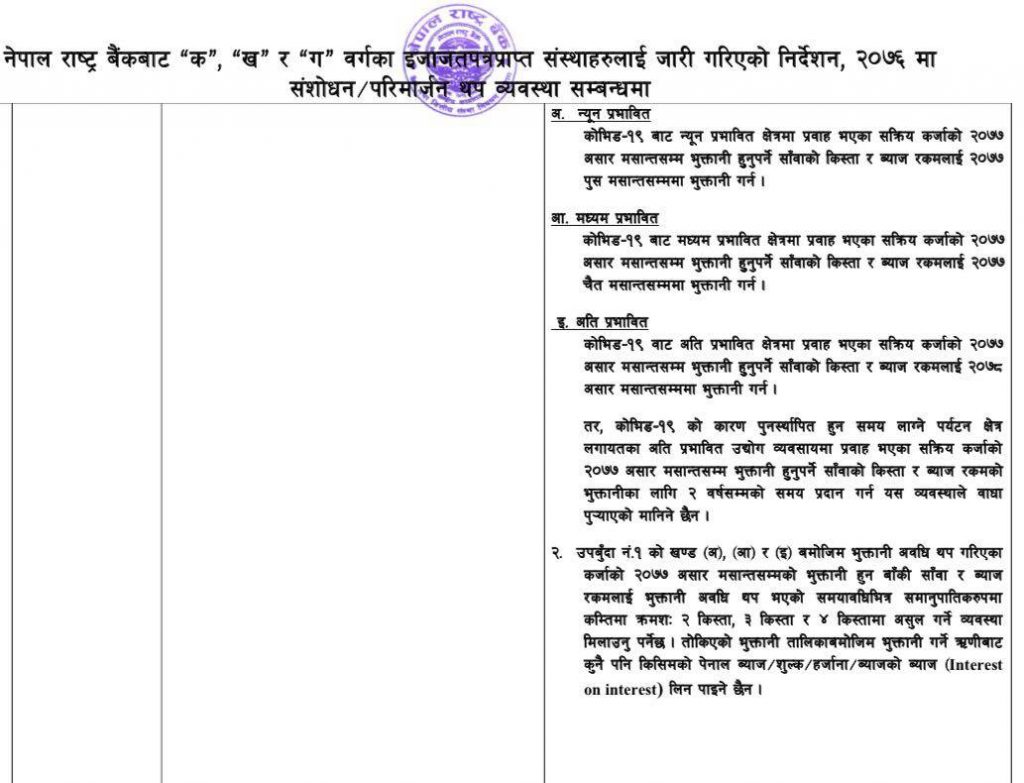 नेपाल राष्ट्र बैंक
नेपाल राष्ट्र बैंकबाट “क”, “ख” र “ग” वर्गका इजाजतपत्रप्राप्त संस्थाहरुलाई जारी गरिएको निर्देशन, २०७६ मा
संशोधन/परिमार्जन थप व्यवस्था सम्बन्धमा
अ. न्यून प्रभावित
कोभिड-१९ बाट न्यून प्रभावित क्षेत्रमा प्रवाह भएका सक्रिय कर्जाको २०७७
असार मसान्तसम्म भुक्तानी हुनुपर्ने साँवाको किस्ता र ब्याज रकमलाई २०७७
पुस मसान्तसम्ममा भुक्तानी गर्न ।
आ. मध्यम प्रभावित
कोभिड-१९ बाट मध्यम प्रभावित क्षेत्रमा प्रवाह भएका सक्रिय कर्जाको २०७७
असार मसान्तसम्म भुक्तानी हुनुपर्ने साँवाको किस्ता र ब्याज रकमलाई २०७७
चैत मसान्तसम्ममा भुक्तानी गर्न ।
इ. अति प्रभावित
कोभिड-१९ वाट अति प्रभावित क्षेत्रमा प्रवाह भएका सक्रिय कर्जाको २०७७
असार मसान्तसम्म भुक्तानी हुनुपर्ने साँवाको किस्ता र ब्याज रकमलाई २०७८
असार मसान्तसम्ममा भुक्तानी गर्न ।
तर, कोभिड-१९ को कारण पुनर्स्थापित हुन समय लाग्ने पर्यटन क्षेत्र
लगायतका अति प्रभावित उद्योग व्यवसायमा प्रवाह भएका सक्रिय कर्जाको
२०७७ असार मसान्तसम्म भुक्तानी हुनुपर्ने साँवाको किस्ता र ब्याज रकमको
भुक्तानीका लागि २ वर्षसम्मको समय प्रदान गर्न यस व्यवस्थाले वाधा
पुर्‍याएको मानिने छैन ।
२. उपबुँदा नं.१ को खण्ड (अ), (आ) र (इ) बमोजिम भुक्तानी अवधि थप गरिएका
कर्जाको २०७७ असार मसान्तसम्मको भुक्तानी हुन बाँकी साँवा र ब्याज
रकमलाई भुक्तानी अवधि थप भएको समयावधिभित्र समानुपातिकरुपमा
कम्तिमा क्रमशः २ किस्ता, ३ किस्ता र ४ किस्तामा असुल गर्ने व्यवस्था
मिलाउनु पर्नेछ । तोकिएको भुक्तानी तालिकाबमोजिम भुक्तानी गर्ने ऋणीबाट
कुनै पनि किसिमको पेनाल ब्याज/शुल्क/हर्जाना/ब्याजको ब्याज (Interest
on interest) लिन पाइने छैन ।